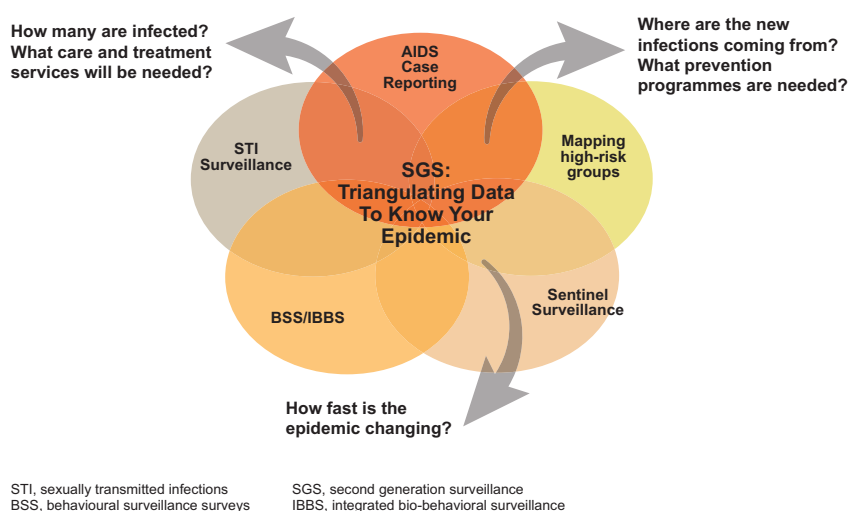 How many are infected?
What care and treatment
services will be needed?
Where are the new
infections coming from?
What prevention
programmes are needed?
AIDS
Case
Reporting
STI
Surveillance
Mapping
high-risk
groups
SGS:
Triangulating Data
To Know Your
Epidemic
BSS/IBBS
Sentinel
Surveillance
How fast is the
epidemic changing?
STI, sexually transmitted infections
SGS, second generation surveillance
BSS, behavioural surveillance surveys
IBBS, integrated bio-behavioral surveillance